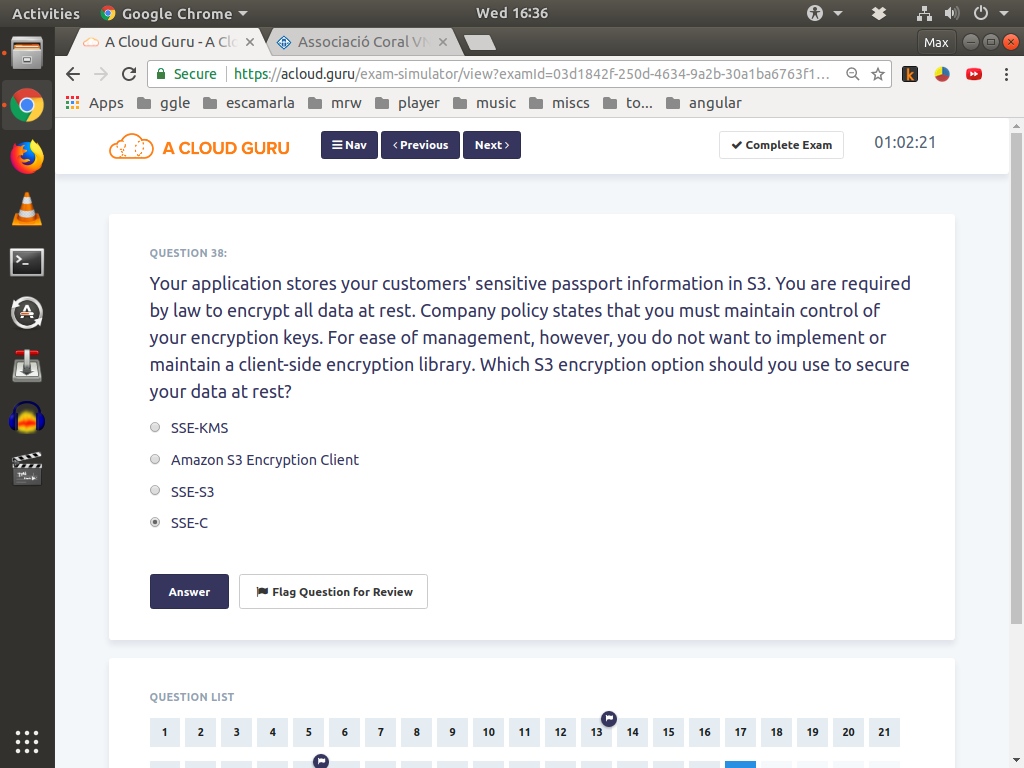 Activities Google Chrome Wed 16:36
A Cloud Guru - A Clo Associació Coral VN Max
Secure https://acloud.guru/exam-simulator/view?examId=03d1842f-250d-4634-9a2b-30a1ba6763f1...
Apps ggle escamarla mrw player music miscs to... angular
A CLOUD GURU Nav Previous Next Complete Exam 01:02:21
QUESTION 38:
Your application stores your customers' sensitive passport information in S3. You are required
by law to encrypt all data at rest. Company policy states that you must maintain control of
your encryption keys. For ease of management, however, you do not want to implement or
maintain a client-side encryption library. Which S3 encryption option should you use to secure
your data at rest?
SSE-KMS
Amazon S3 Encryption Client
SSE-S3
SSE-C
Answer Flag Question for Review
QUESTION LIST
1 2 3 4 5 6 7 8 9 10 11 12 13 14 15 16 17 18 19 20 21